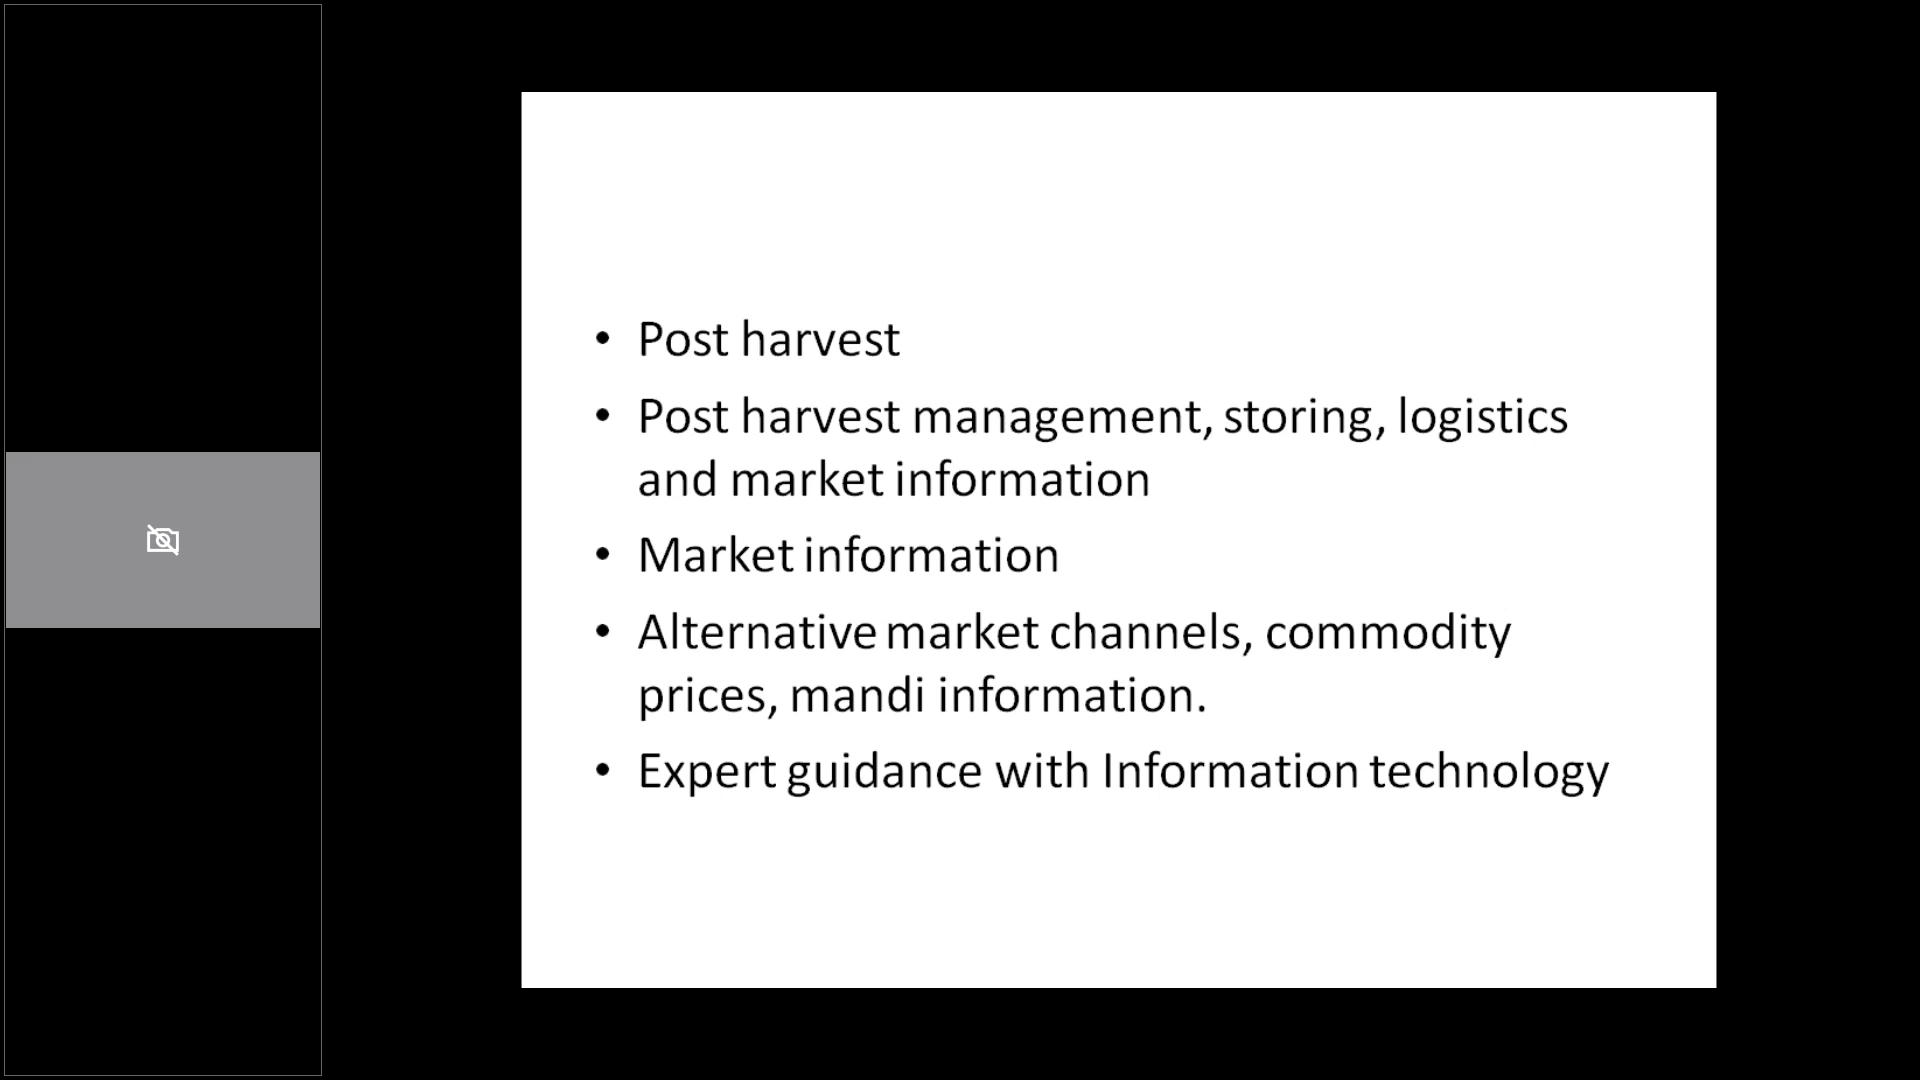 • Post harvest
• Post harvest management, storing, logistics
and market information
• Market information
• Alternative market channels, commodity
prices, mandi information.
• Expert guidance with Information technology